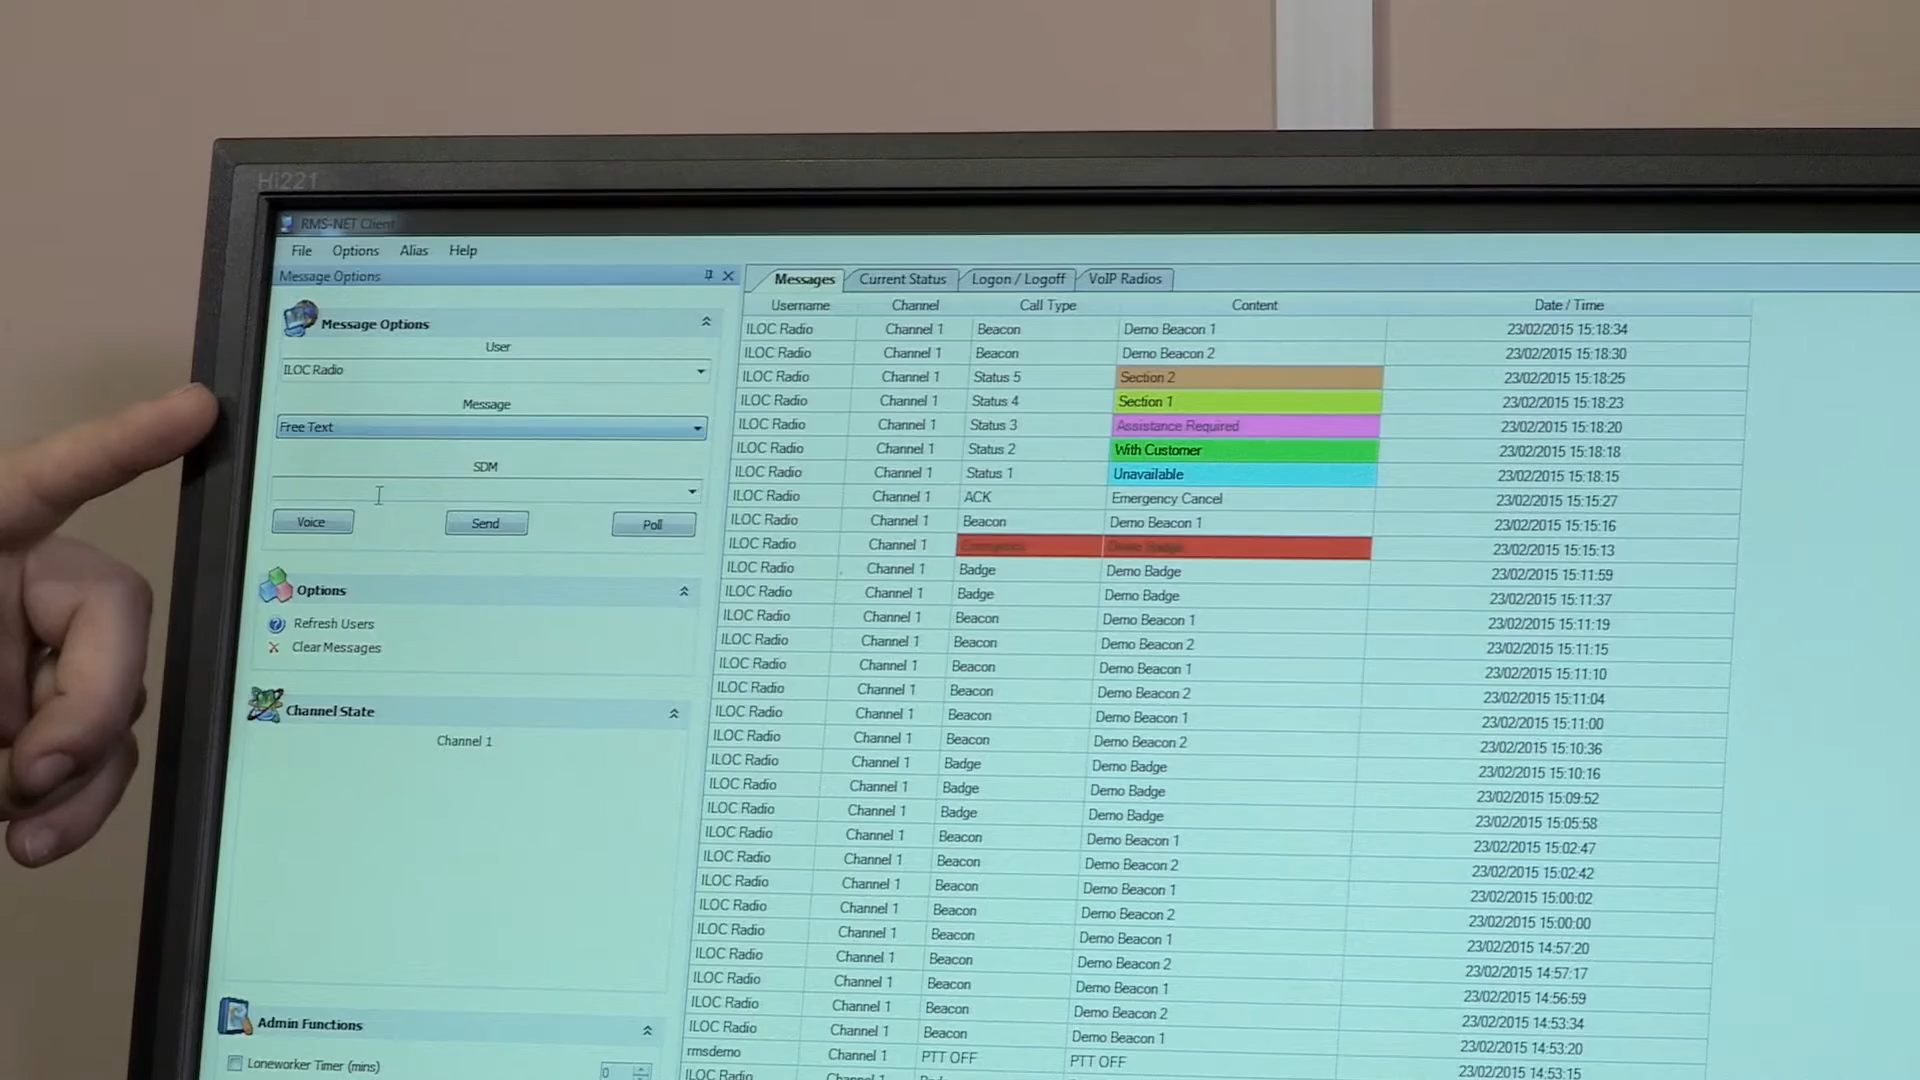 Hi221
RMS-NET Client
File Options Alias Help
Message Options
Message Options
User
ILOC Radio
Message
Free Text
SDM
Voice Send Poll
Options
Refresh Users
Clear Messages
Channel State
Channel 1
Admin Functions
Loneworker Timer (mins) 0
Messages Current Status Logon / Logoff VoIP Radios
Username Channel Call Type Content Date / Time
ILOC Radio Channel 1 Beacon Demo Beacon 1 23/02/2015 15:18:34
ILOC Radio Channel 1 Beacon Demo Beacon 2 23/02/2015 15:18:30
ILOC Radio Channel 1 Status 5 Section 2 23/02/2015 15:18:25
ILOC Radio Channel 1 Status 4 Section 1 23/02/2015 15:18:23
ILOC Radio Channel 1 Status 3 Assistance Required 23/02/2015 15:18:20
ILOC Radio Channel 1 Status 2 With Customer 23/02/2015 15:18:18
ILOC Radio Channel 1 Status 1 Unavailable 23/02/2015 15:18:15
ILOC Radio Channel 1 ACK Emergency Cancel 23/02/2015 15:15:27
ILOC Radio Channel 1 Beacon Demo Beacon 1 23/02/2015 15:15:16
ILOC Radio Channel 1 Emergency Demo Badge 23/02/2015 15:15:13
ILOC Radio Channel 1 Badge Demo Badge 23/02/2015 15:11:59
ILOC Radio Channel 1 Badge Demo Badge 23/02/2015 15:11:37
ILOC Radio Channel 1 Beacon Demo Beacon 1 23/02/2015 15:11:19
ILOC Radio Channel 1 Beacon Demo Beacon 2 23/02/2015 15:11:15
ILOC Radio Channel 1 Beacon Demo Beacon 1 23/02/2015 15:11:10
ILOC Radio Channel 1 Beacon Demo Beacon 2 23/02/2015 15:11:04
ILOC Radio Channel 1 Beacon Demo Beacon 1 23/02/2015 15:11:00
ILOC Radio Channel 1 Beacon Demo Beacon 2 23/02/2015 15:10:36
ILOC Radio Channel 1 Badge Demo Badge 23/02/2015 15:10:16
ILOC Radio Channel 1 Badge Demo Badge 23/02/2015 15:09:52
ILOC Radio Channel 1 Badge Demo Badge 23/02/2015 15:05:58
ILOC Radio Channel 1 Beacon Demo Beacon 1 23/02/2015 15:02:47
ILOC Radio Channel 1 Beacon Demo Beacon 2 23/02/2015 15:02:42
ILOC Radio Channel 1 Beacon Demo Beacon 1 23/02/2015 15:00:02
ILOC Radio Channel 1 Beacon Demo Beacon 2 23/02/2015 15:00:00
ILOC Radio Channel 1 Beacon Demo Beacon 1 23/02/2015 14:57:20
ILOC Radio Channel 1 Beacon Demo Beacon 2 23/02/2015 14:57:17
ILOC Radio Channel 1 Beacon Demo Beacon 1 23/02/2015 14:56:59
ILOC Radio Channel 1 Beacon Demo Beacon 2 23/02/2015 14:53:34
ILOC Radio Channel 1 Beacon Demo Beacon 1 23/02/2015 14:53:20
rmsdemo Channel 1 PTT OFF PTT OFF 23/02/2015 14:53:15
ILOC Radio Channel 1